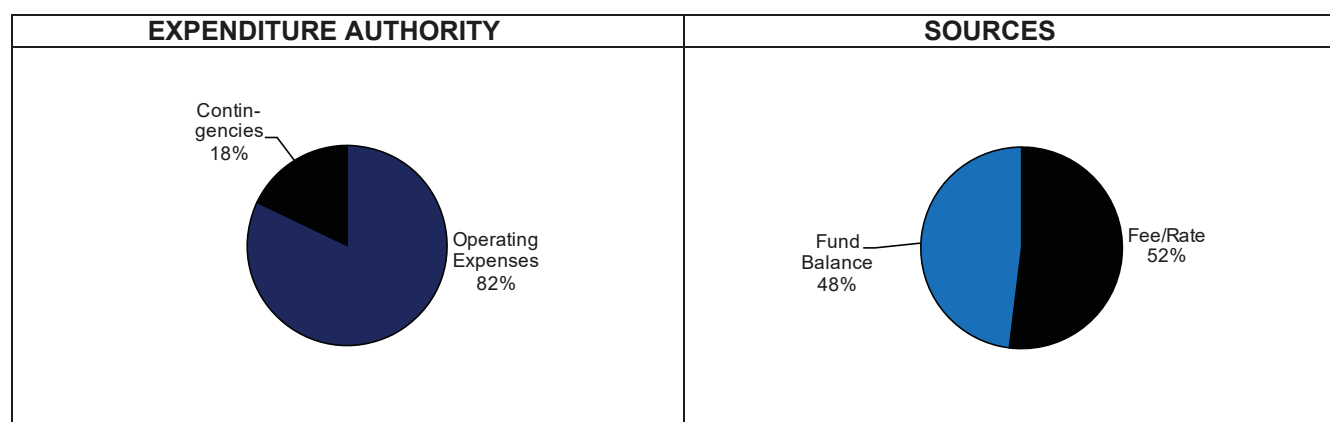 EXPENDITURE AUTHORITY
SOURCES
Contin-
gencies
18%
Operating
Expenses
82%
Fund
Balance
48%
Fee/Rate
52%